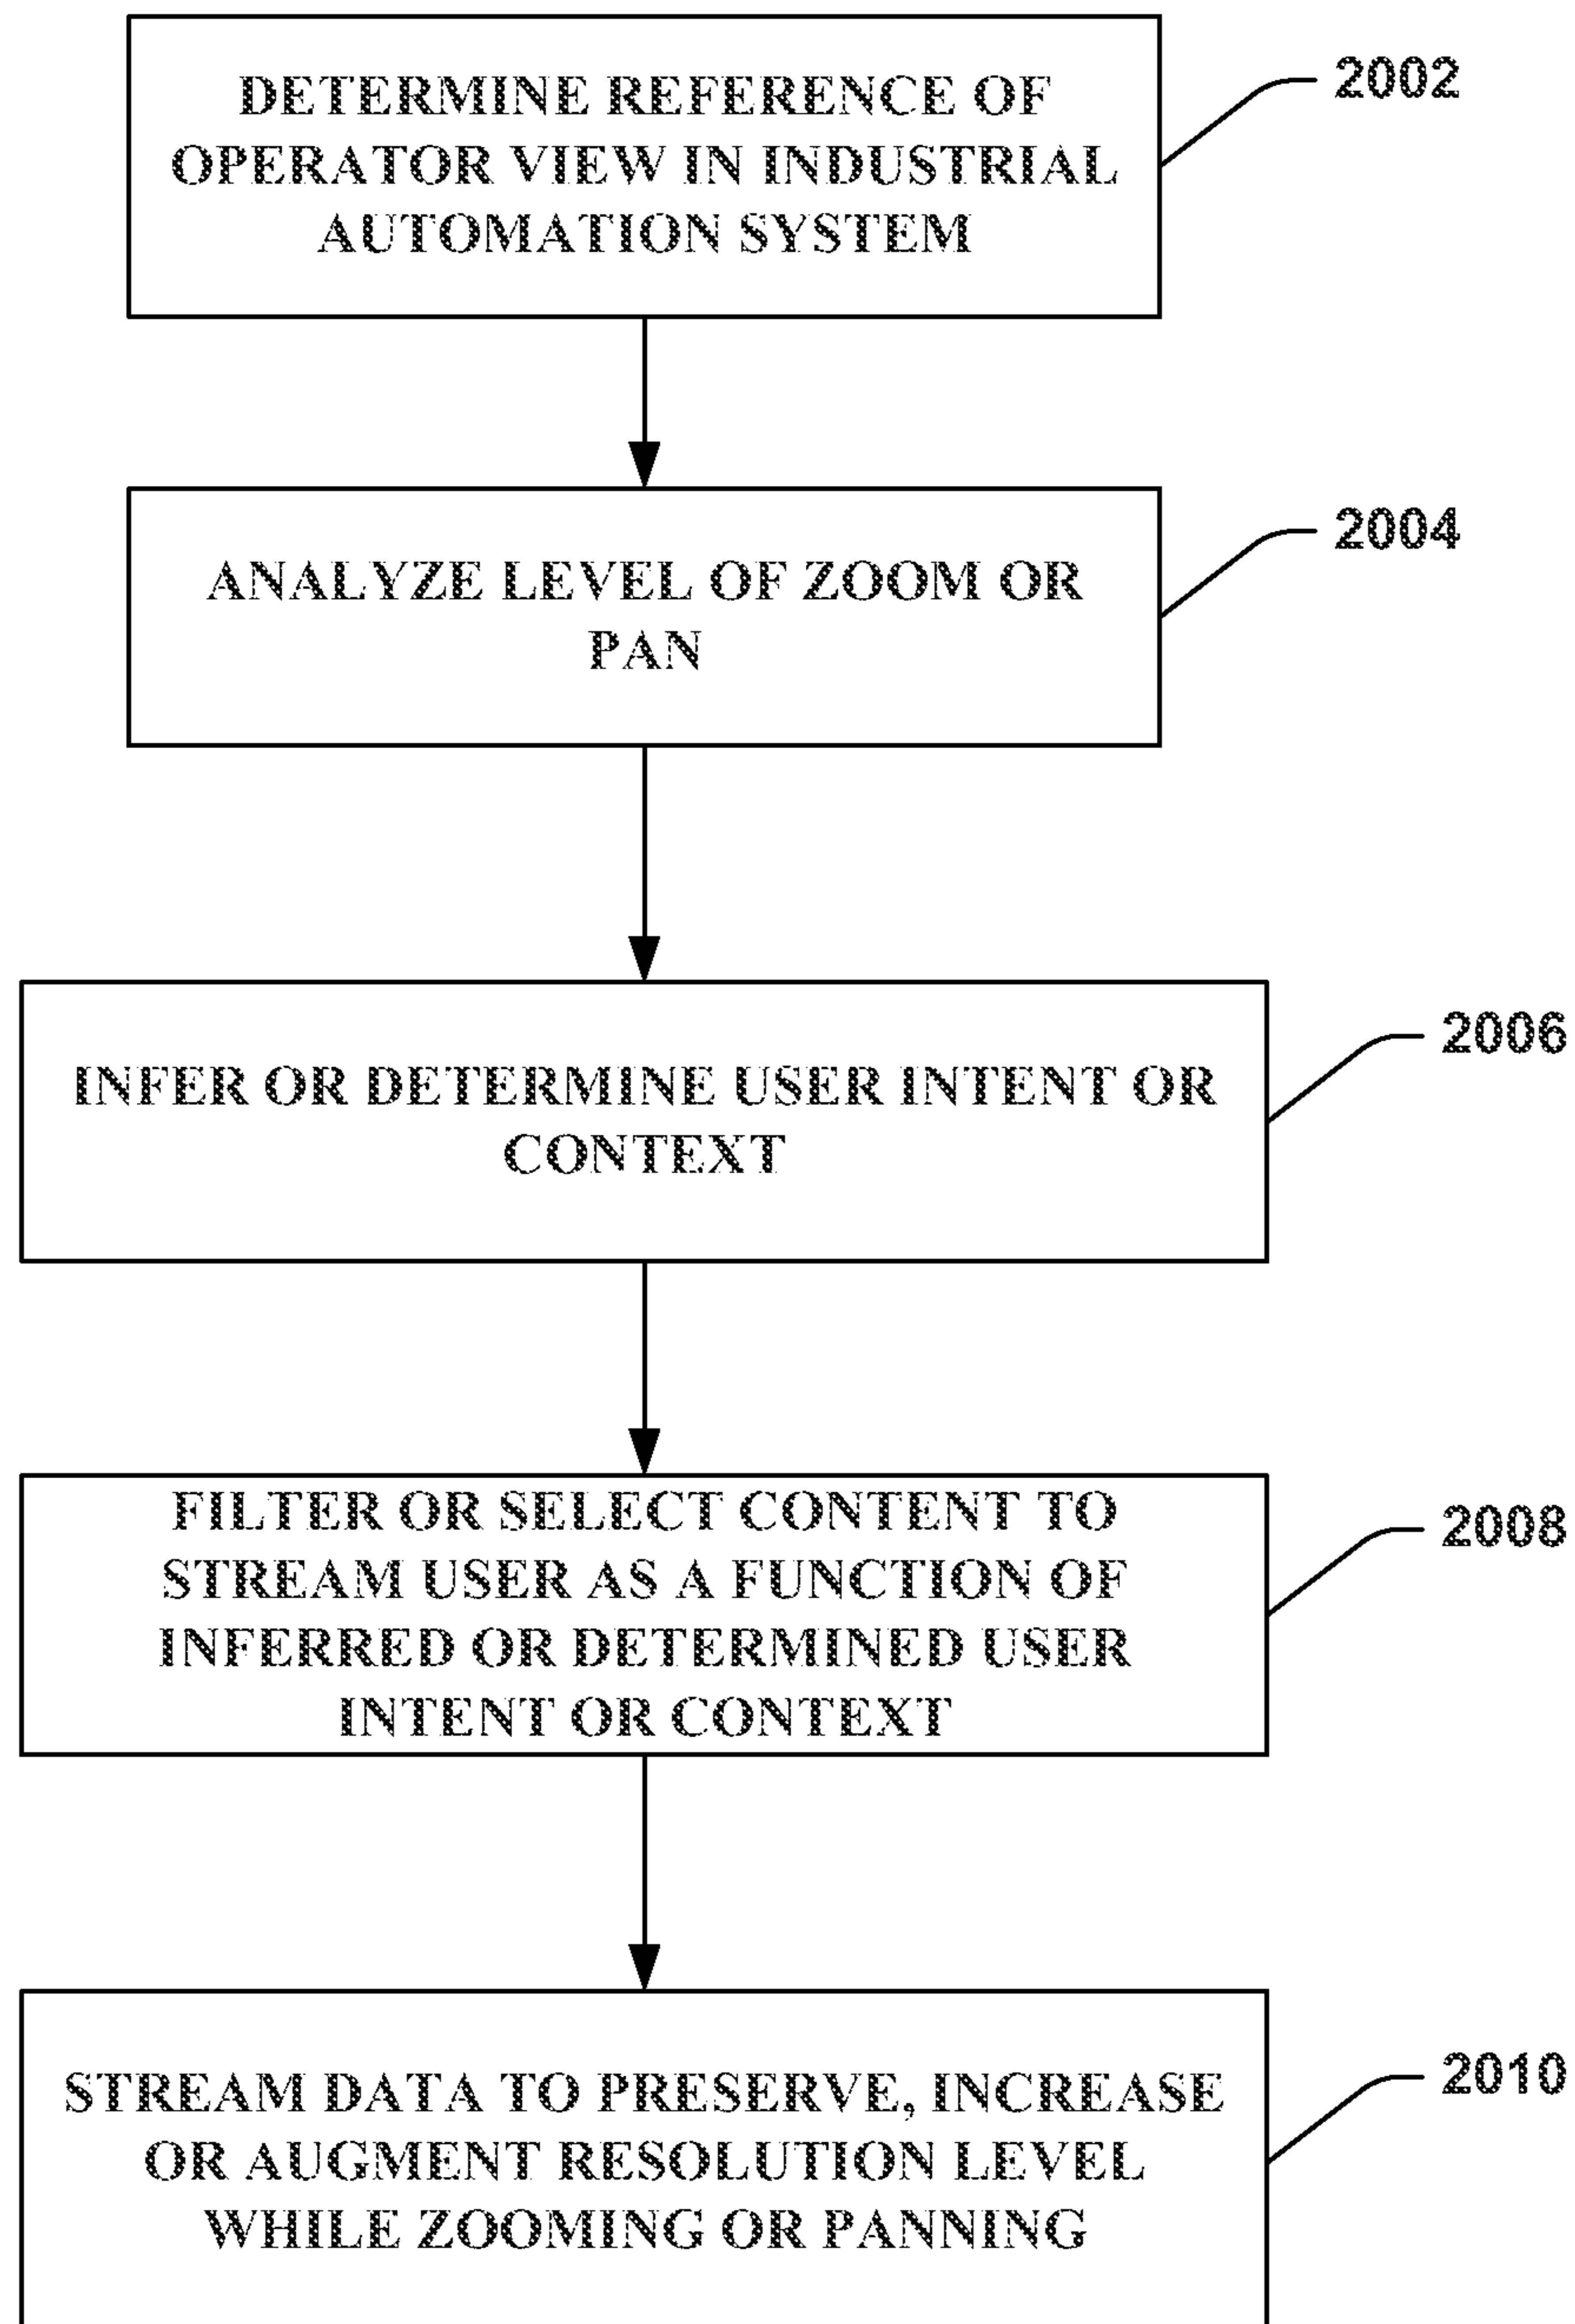 DETERMINE REFERENCE OF
OPERATOR VIEW IN INDUSTRIAL
AUTOMATION SYSTEM
2002
ANALYZE LEVEL OF ZOOM OR
PAN
2004
INFER OR DETERMINE USER INTENT OR
CONTEXT
2006
FILTER OR SELECT CONTENT TO
STREAM USER AS A FUNCTION OF
INFERRED OR DETERMINED USER
INTENT OR CONTEXT
2008
STREAM DATA TO PRESERVE, INCREASE
OR AUGMENT RESOLUTION LEVEL
WHILE ZOOMING OR PANNING
2010